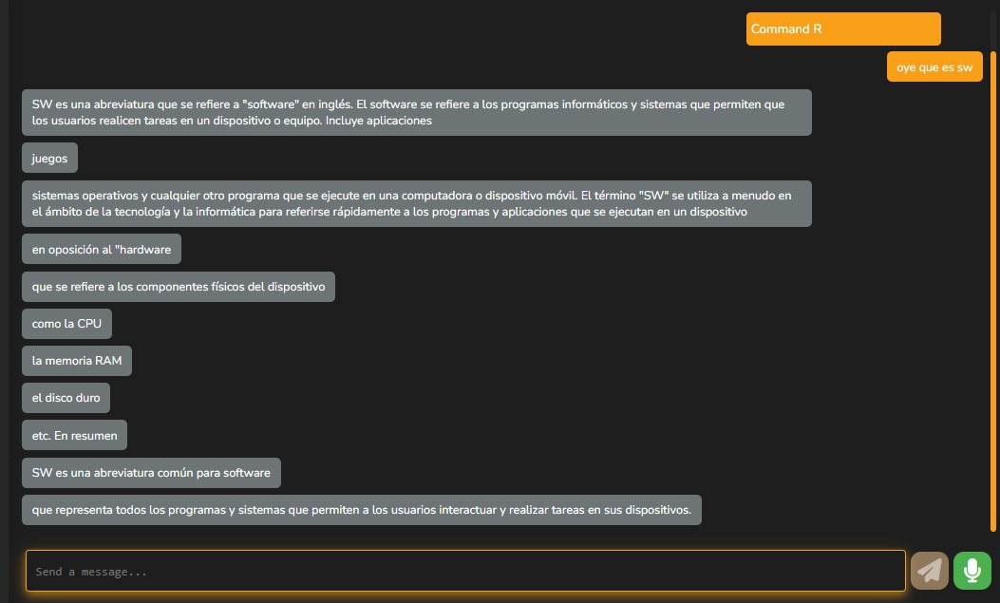 Command R
oye que es sw
SW es una abreviatura que se refiere a "software" en inglés. El software se refiere a los programas informáticos y sistemas que permiten que
los usuarios realicen tareas en un dispositivo o equipo. Incluye aplicaciones
juegos
sistemas operativos y cualquier otro programa que se ejecute en una computadora o dispositivo móvil. El término "SW" se utiliza a menudo en
el ámbito de la tecnología y la informática para referirse rápidamente a los programas y aplicaciones que se ejecutan en un dispositivo
en oposición al "hardware
que se refiere a los componentes físicos del dispositivo
como la CPU
la memoria RAM
el disco duro
etc. En resumen
SW es una abreviatura común para software
que representa todos los programas y sistemas que permiten a los usuarios interactuar y realizar tareas en sus dispositivos.
Send a message...